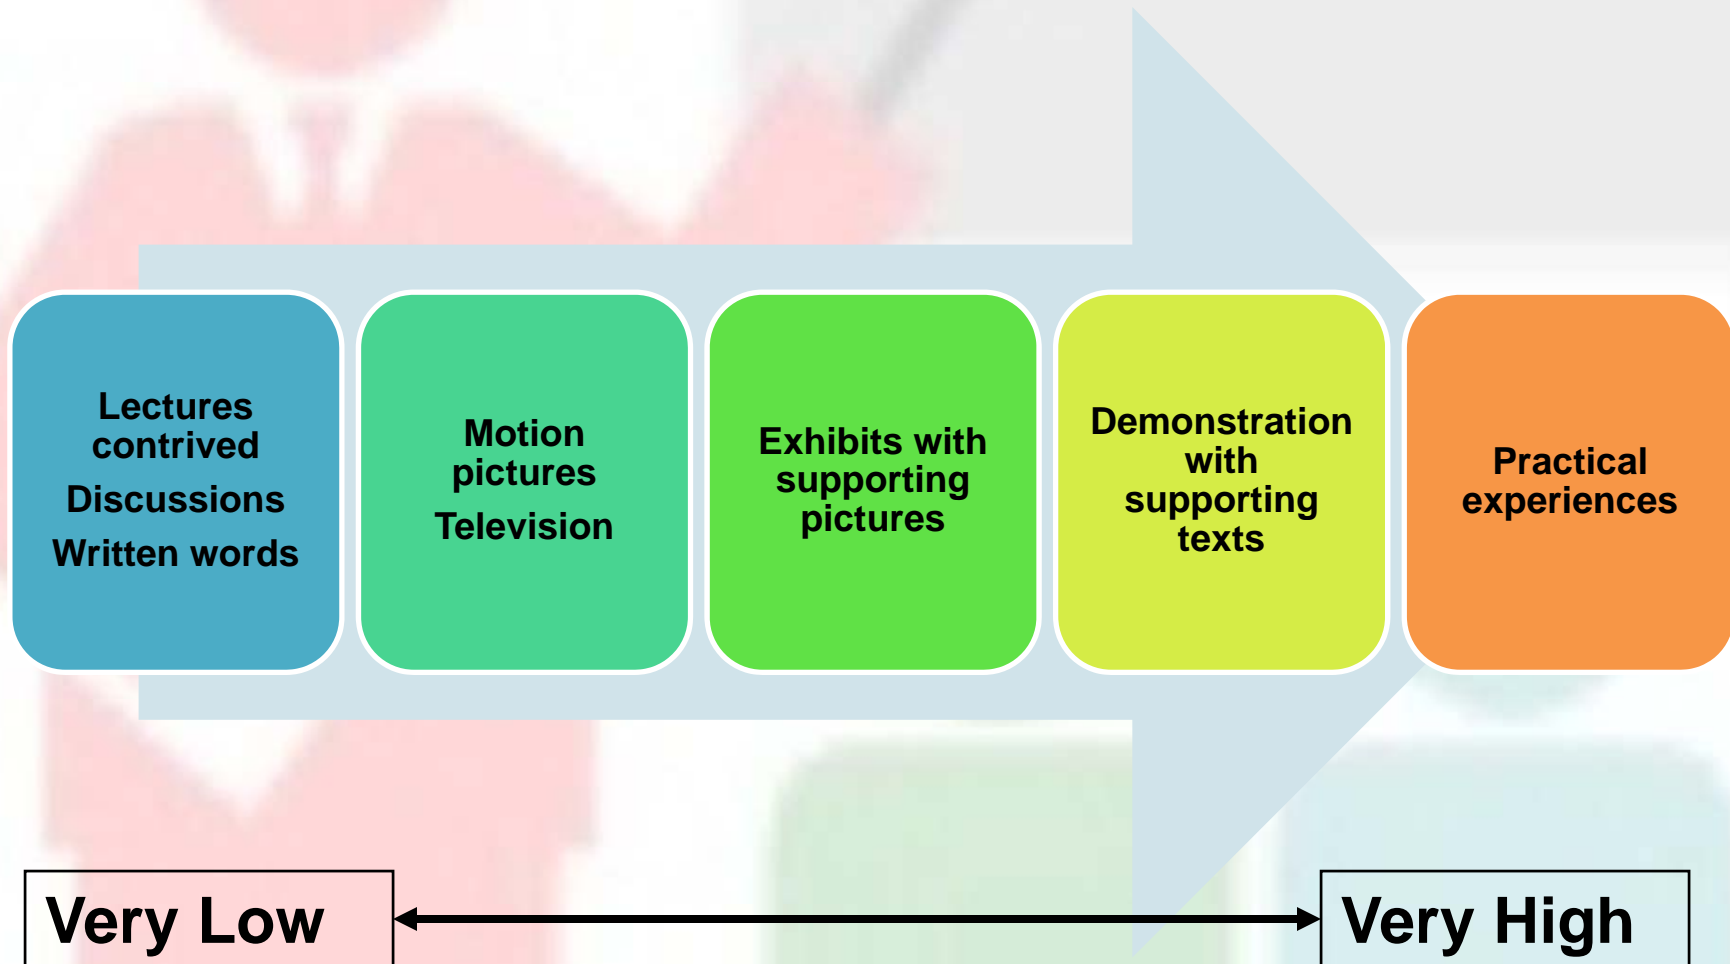 Lectures
contrived
Discussions
Written words
Motion
pictures
Television
Exhibits with
supporting
pictures
Demonstration
with
supporting
texts
Practical
experiences
Very Low
Very High